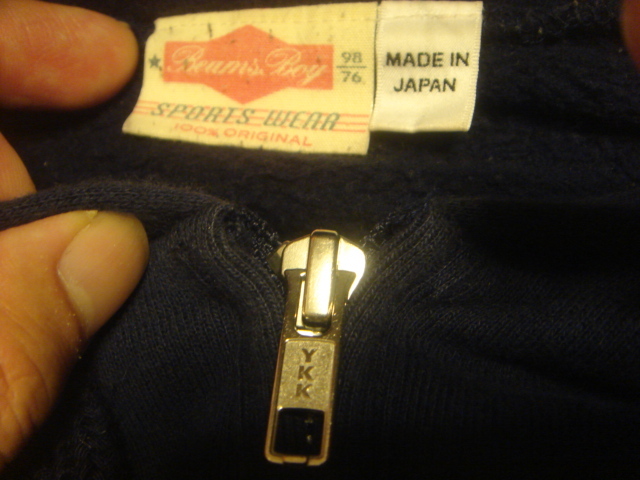 Beams Boy
98
76
SPORTS WEAR
100% ORIGINAL
MADE IN
JAPAN
YKK